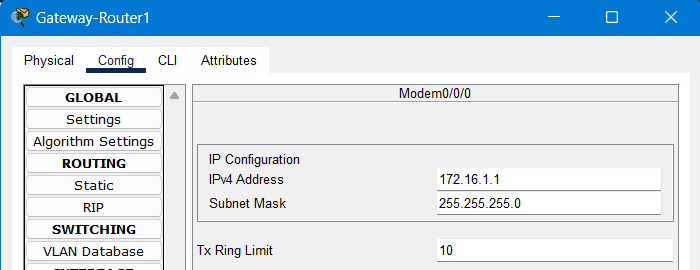 Gateway-Router1
Physical Config CLI Attributes
GLOBAL
Settings
Algorithm Settings
ROUTING
Static
RIP
SWITCHING
VLAN Database
Modem0/0/0
IP Configuration
IPv4 Address 172.16.1.1
Subnet Mask 255.255.255.0
Tx Ring Limit 10